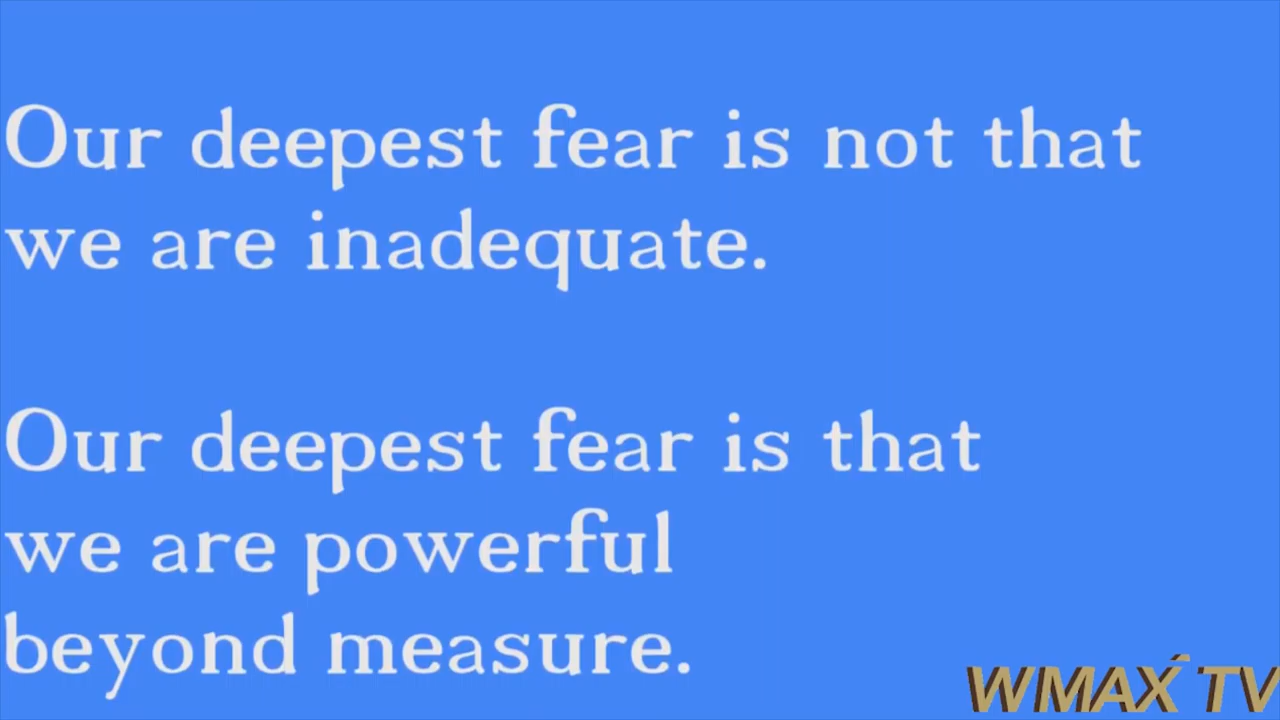 Our deepest fear is not that
we are inadequate.
Our deepest fear is that
we are powerful
beyond measure.
WMAX TV